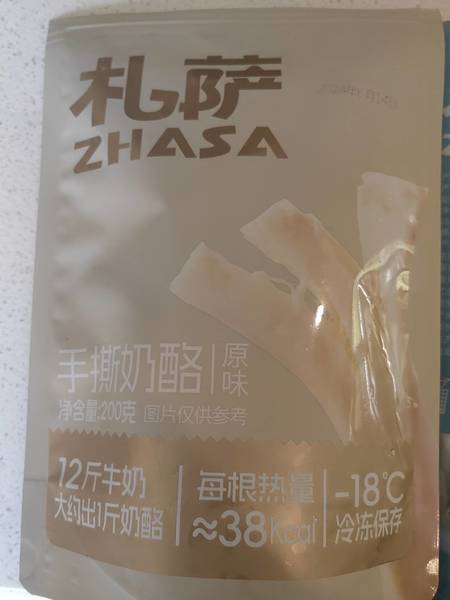 札萨
ZHASA
手撕奶酪
原味
净含量:200克 图片仅供参考
12斤牛奶
大约出1斤奶酪
每根热量
≈38Kcal
-18℃
冷冻保存